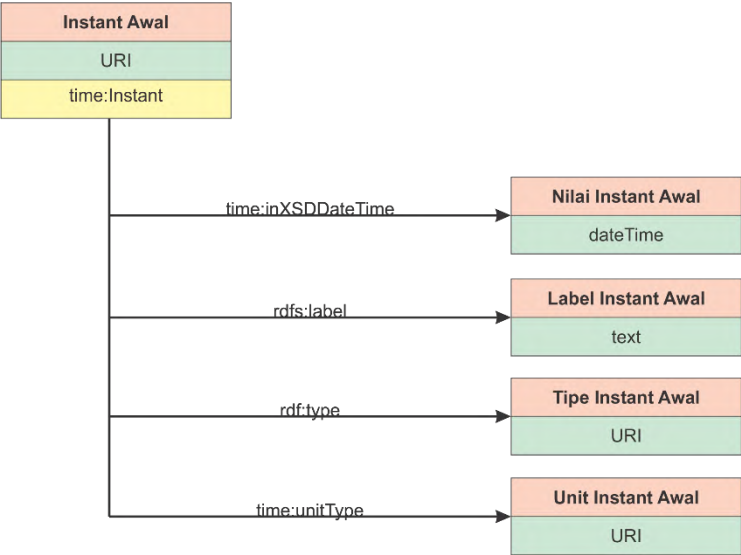 Instant Awal
URI
time:Instant
time:inXSDDateTime
Nilai Instant Awal
dateTime
rdfs:label
Label Instant Awal
text
rdf:type
Tipe Instant Awal
URI
time:unitType
Unit Instant Awal
URI